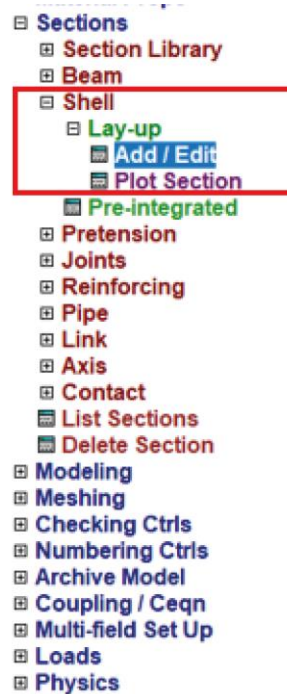 Sections
Section Library
Beam
Shell
Lay-up
Add / Edit
Plot Section
Pre-integrated
Pretension
Joints
Reinforcing
Pipe
Link
Axis
Contact
List Sections
Delete Section
Modeling
Meshing
Checking Ctrls
Numbering Ctrls
Archive Model
Coupling / Ceqn
Multi-field Set Up
Loads
Physics